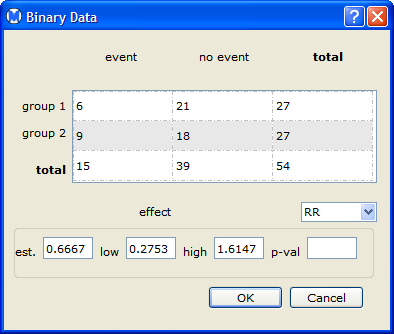 Binary Data
event no event total
group 1 6 21 27
group 2 9 18 27
total 15 39 54
effect RR
est. 0.6667 low 0.2753 high 1.6147 p-val
OK Cancel